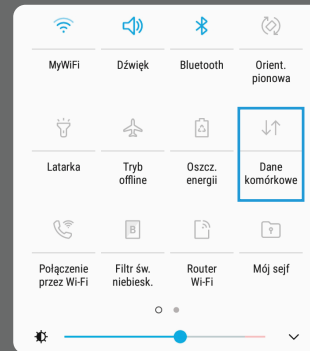 MyWiFi Dźwięk Bluetooth Orient.
pionowa
Latarka Tryb
offline Oszcz.
energii Dane
komórkowe
B
Połączenie
przez Wi-Fi Filtr św.
niebiesk. Router
Wi-Fi Mój sejf